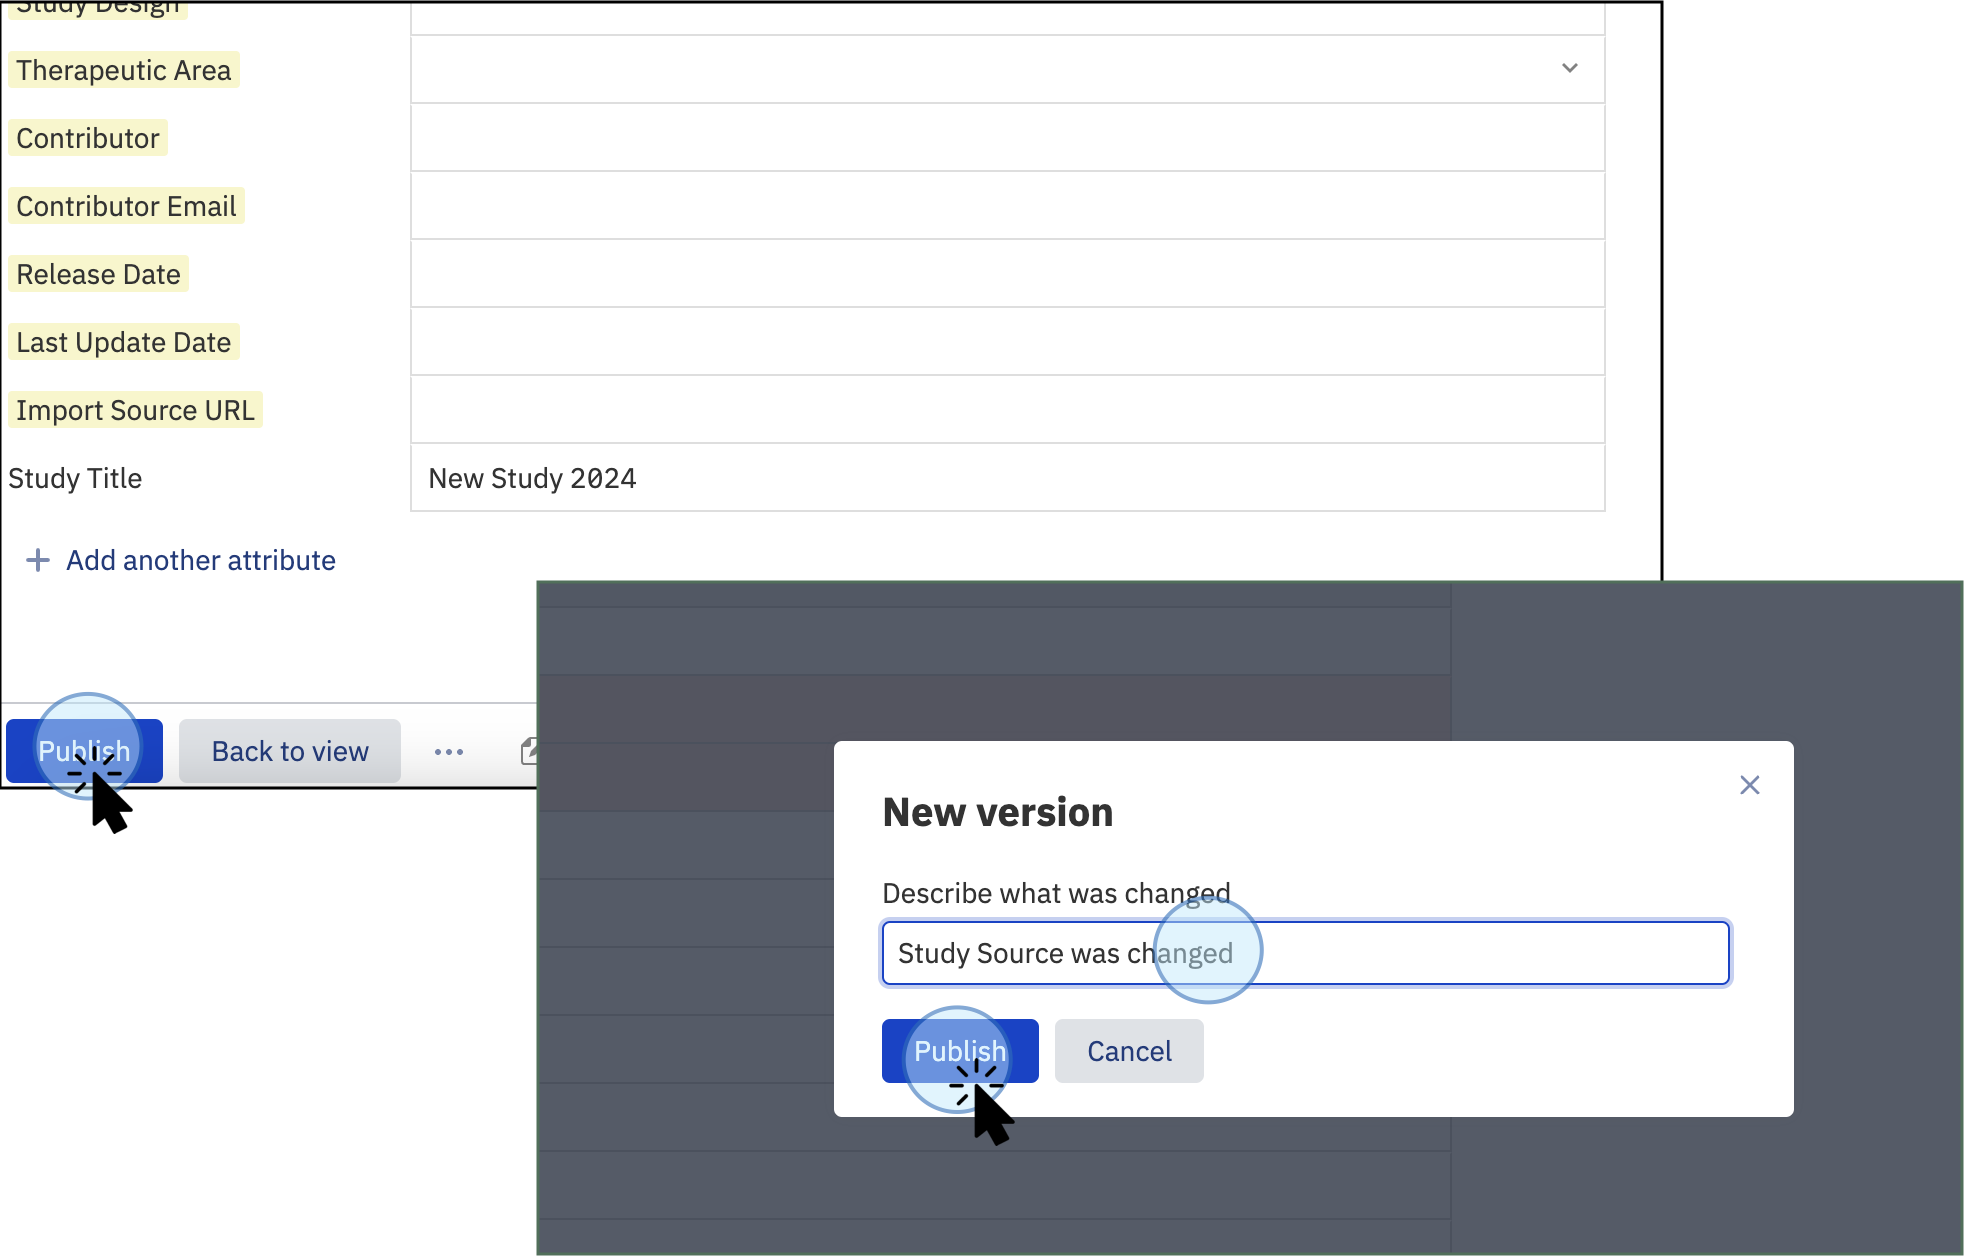 Study Design
Therapeutic Area
Contributor
Contributor Email
Release Date
Last Update Date
Import Source URL
Study Title
New Study 2024
Add another attribute
Publish
Back to view
New version
Describe what was changed
Study Source was changed
Publish
Cancel